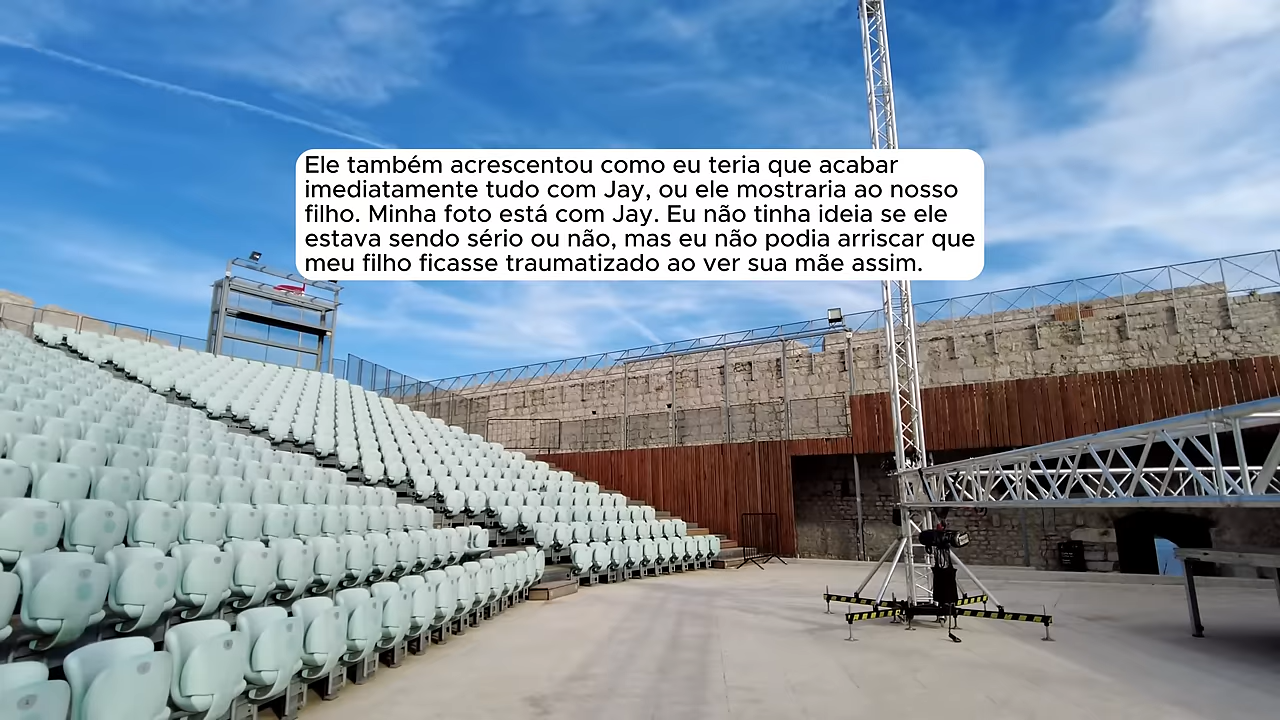 Ele também acrescentou como eu teria que acabar
imediatamente tudo com Jay, ou ele mostraria ao nosso
filho. Minha foto está com Jay. Eu não tinha ideia se ele
estava sendo sério ou não, mas eu não podia arriscar que
meu filho ficasse traumatizado ao ver sua mãe assim.